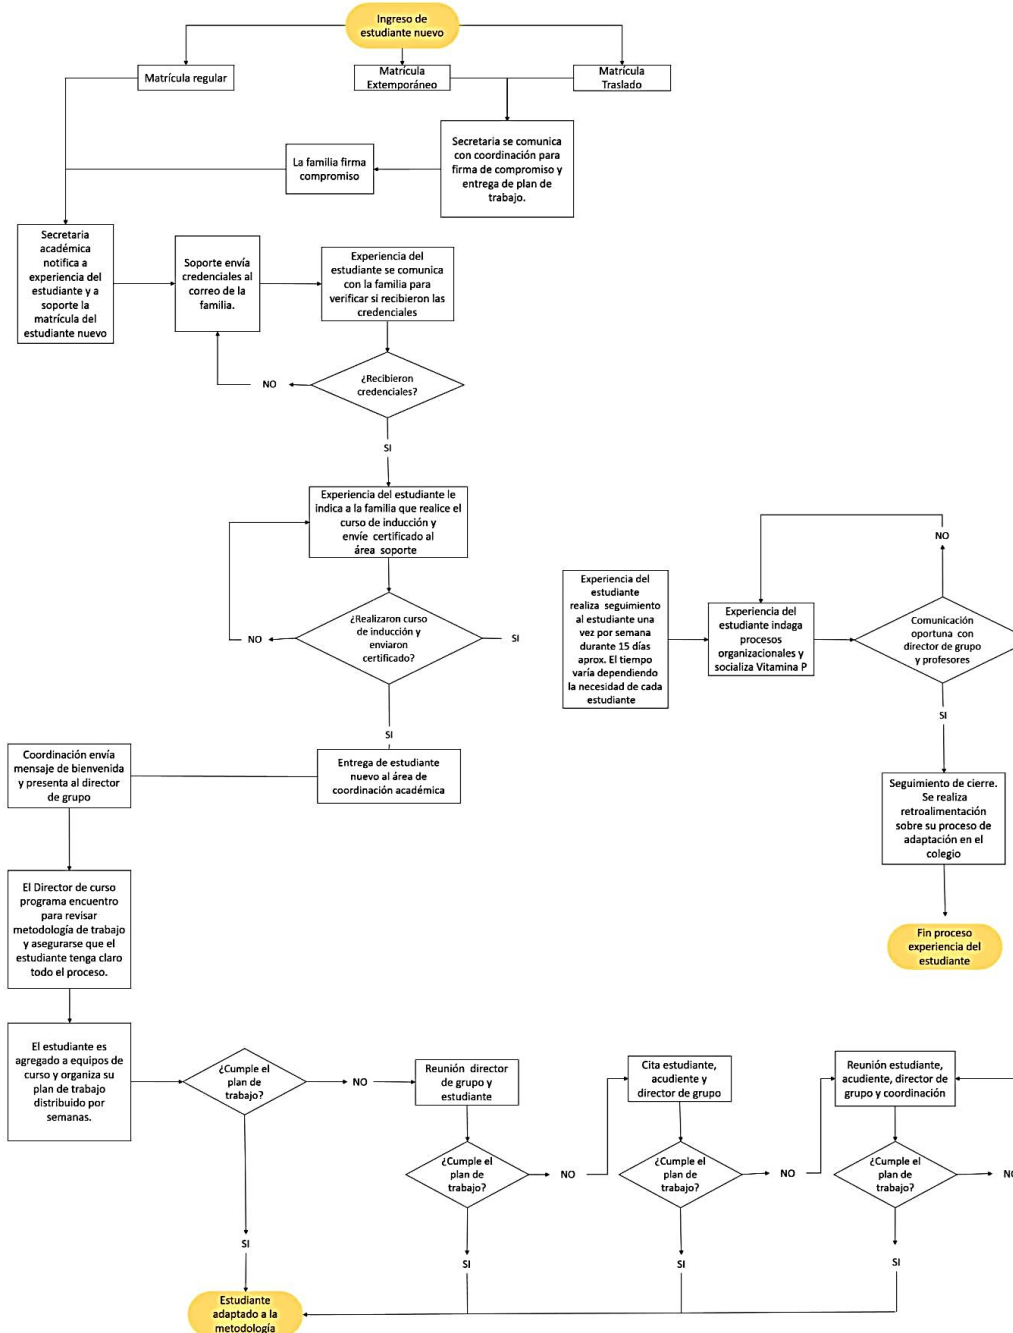 Ingreso de
estudiante nuevo
Matrícula regular
Matrícula
Extemporáneo
Matrícula
Traslado
Secretaria se comunica
con coordinación para
firma de compromiso y
entrega de plan de
trabajo.
La familia firma
compromiso
Secretaria
académica
notifica a
experiencia del
estudiante y a
soporte la
matrícula del
estudiante nuevo
Soporte envía
credenciales al
correo de la
familia.
Experiencia del
estudiante se comunica
con la familia para
verificar si recibieron las
credenciales
¿Recibieron
credenciales?
NO
SI
Experiencia del estudiante le
indica a la familia que realice el
curso de inducción y
envíe certificado al
área soporte
¿Realizaron curso
de inducción y
enviaron
certificado?
NO
SI
SI
Experiencia del
estudiante
realiza seguimiento
al estudiante una
vez por semana
durante 15 días
aprox. El tiempo
varía dependiendo
la necesidad de cada
estudiante
Experiencia del
estudiante indaga
procesos
organizacionales y
socializa Vitamina P
NO
Comunicación
oportuna con
director de grupo
y profesores
SI
Seguimiento de cierre.
Se realiza
retroalimentación
sobre su proceso de
adaptación en el
colegio
Fin proceso
experiencia del
estudiante
Entrega de estudiante
nuevo al área de
coordinación académica
Coordinación envía
mensaje de bienvenida
y presenta al director
de grupo
El Director de curso
programa encuentro
para revisar
metodología de trabajo
y asegurarse que el
estudiante tenga claro
todo el proceso.
El estudiante es
agregado a equipos de
curso y organiza su
plan de trabajo
distribuido por
semanas.
¿Cumple el
plan de
trabajo?
NO
Reunión director
de grupo y
estudiante
Cita estudiante,
acudiente y
director de grupo
Reunión estudiante,
acudiente, director de
grupo y coordinación
¿Cumple el
plan de
trabajo?
NO
¿Cumple el
plan de
trabajo?
NO
¿Cumple el
plan de
trabajo?
NO
SI
SI
SI
SI
Estudiante
adaptado a la
metodología